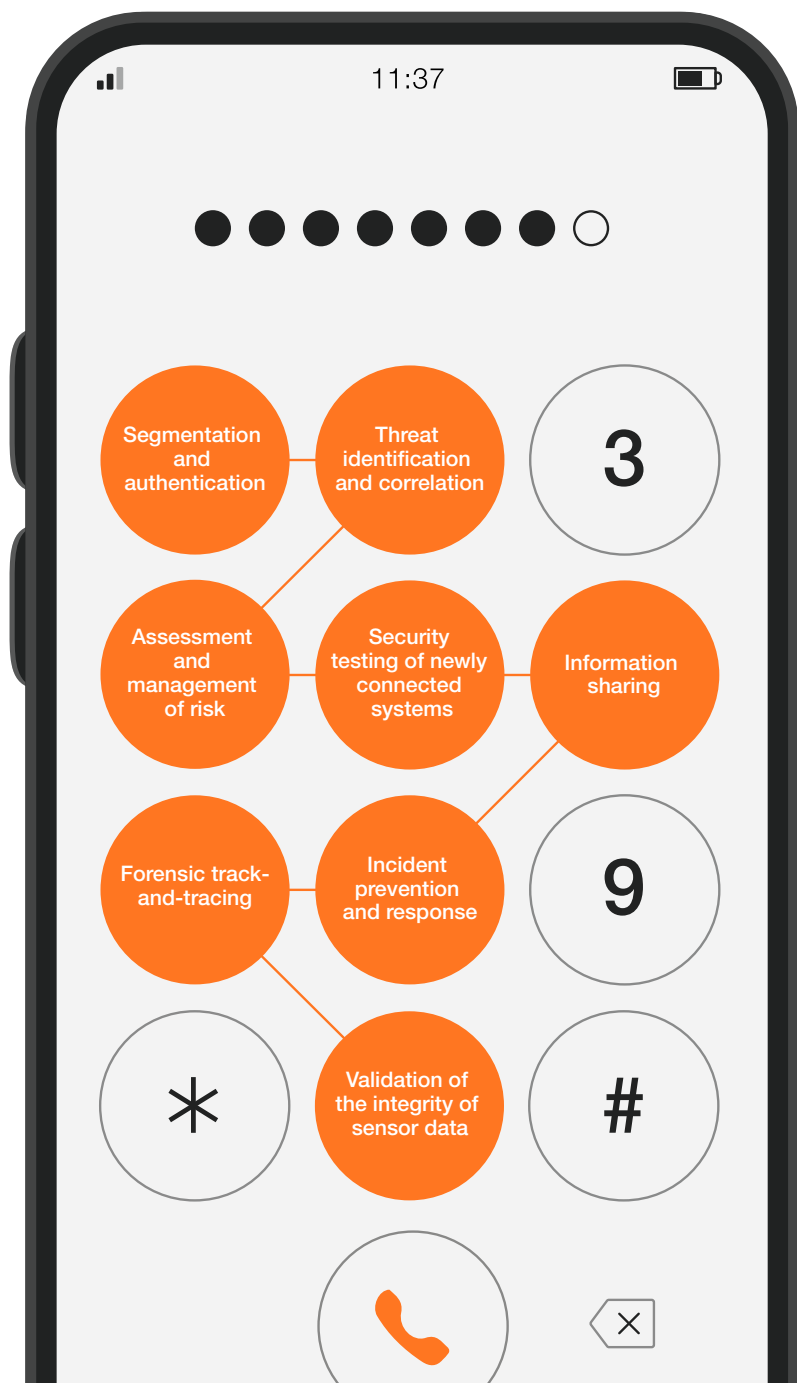 11:37
Segmentation
and
authentication
Threat
identification
and correlation
3
Assessment
and
management
of risk
Security
testing of newly
connected
systems
Information
sharing
Forensic track-
and-tracing
Incident
prevention
and response
9
*
Validation of
the integrity of
sensor data
#